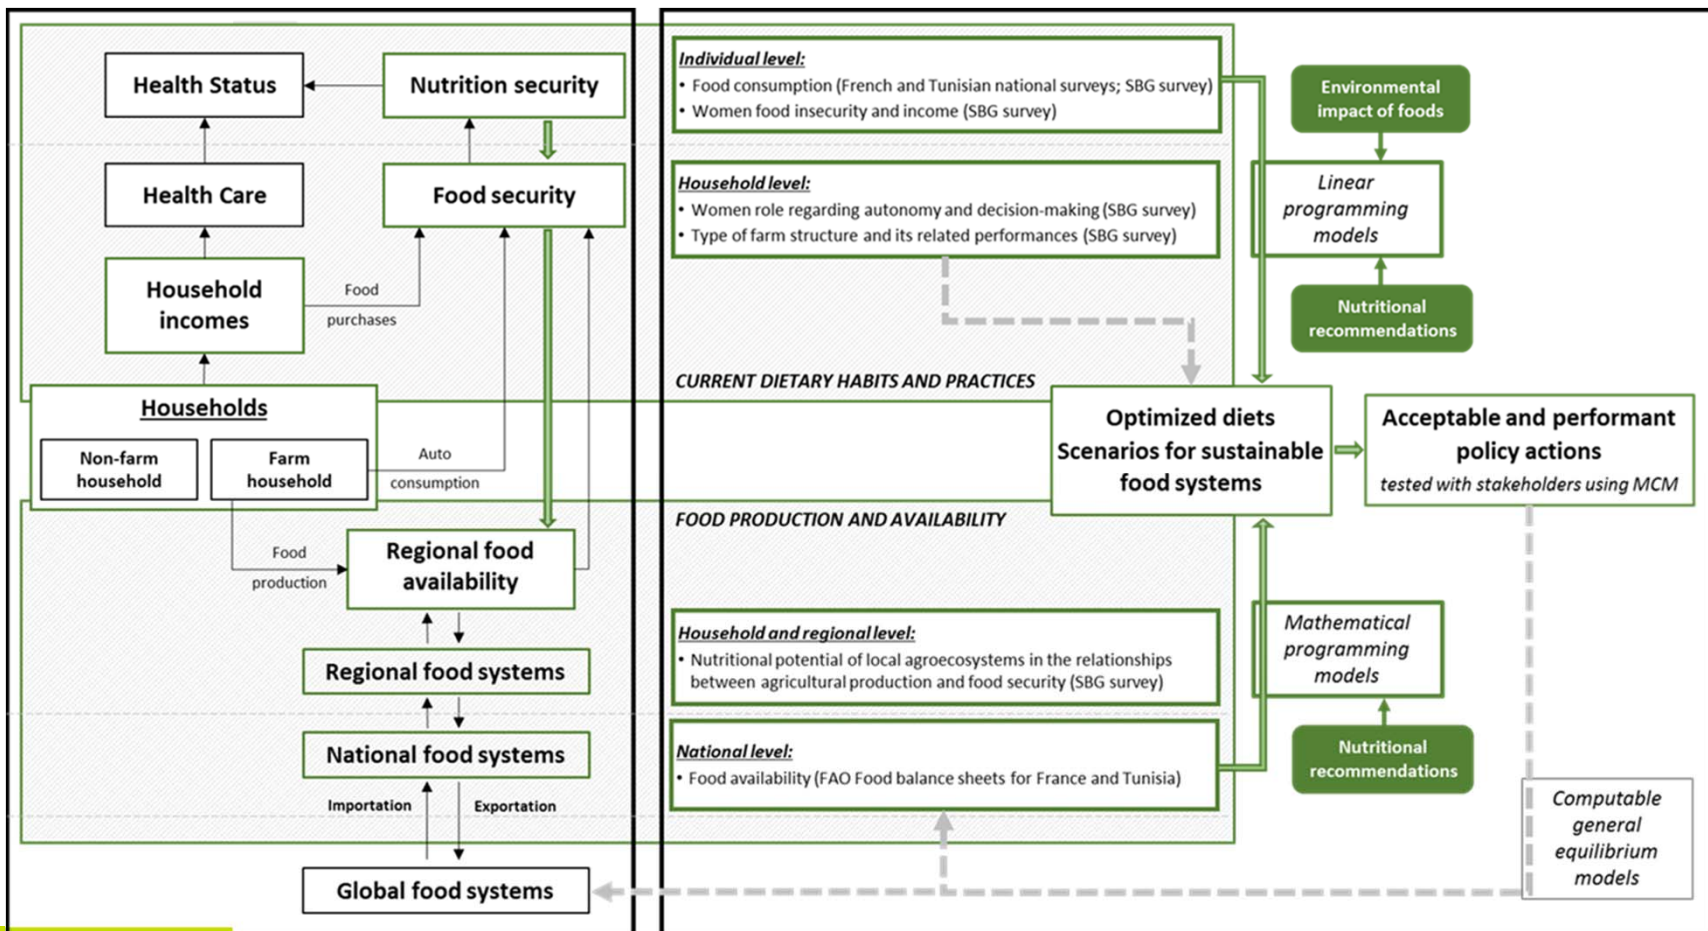 Health Status
Nutrition security
Health Care
Food security
Household
incomes
Food
purchases
Households
Non-farm
household
Farm
household
Auto
consumption
Food
production
Regional food
availability
Regional food systems
National food systems
Importation
Exportation
Global food systems
Individual level:
• Food consumption (French and Tunisian national surveys; SBG survey)
• Women food insecurity and income (SBG survey)
Household level:
• Women role regarding autonomy and decision-making (SBG survey)
• Type of farm structure and its related performances (SBG survey)
CURRENT DIETARY HABITS AND PRACTICES
FOOD PRODUCTION AND AVAILABILITY
Household and regional level:
• Nutritional potential of local agroecosystems in the relationships
between agricultural production and food security (SBG survey)
National level:
• Food availability (FAO Food balance sheets for France and Tunisia)
Environmental
impact of foods
Linear
programming
models
Nutritional
recommendations
Optimized diets
Scenarios for sustainable
food systems
Acceptable and performant
policy actions
tested with stakeholders using MCM
Mathematical
programming
models
Nutritional
recommendations
Computable
general
equilibrium
models